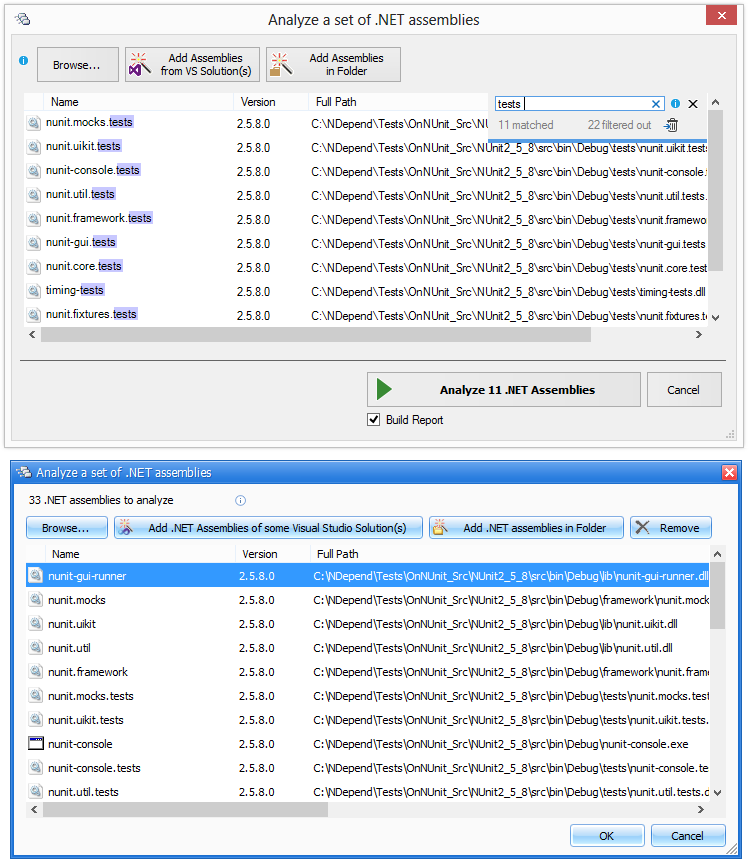 Analyze a set of .NET assemblies
Browse... Add Assemblies from VS Solution(s) Add Assemblies in Folder
Name Version Full Path tests
11 matched 22 filtered out
nunit.mocks.tests 2.5.8.0 C:\NDepend\Tests\OnNUnit_Src\NU
nunit.uikit.tests 2.5.8.0 C:\NDepend\Tests\OnNUnit_Src\NUnit2_5_8\src\bin\Debug\tests\nunit.uikit.tests
nunit-console.tests 2.5.8.0 C:\NDepend\Tests\OnNUnit_Src\NUnit2_5_8\src\bin\Debug\tests\nunit-console.t
nunit.util.tests 2.5.8.0 C:\NDepend\Tests\OnNUnit_Src\NUnit2_5_8\src\bin\Debug\tests\nunit.util.tests.
nunit.framework.tests 2.5.8.0 C:\NDepend\Tests\OnNUnit_Src\NUnit2_5_8\src\bin\Debug\tests\nunit.framewo
nunit-gui.tests 2.5.8.0 C:\NDepend\Tests\OnNUnit_Src\NUnit2_5_8\src\bin\Debug\tests\nunit-gui.tests
nunit.core.tests 2.5.8.0 C:\NDepend\Tests\OnNUnit_Src\NUnit2_5_8\src\bin\Debug\tests\nunit.core.test
timing-tests 2.5.8.0 C:\NDepend\Tests\OnNUnit_Src\NUnit2_5_8\src\bin\Debug\tests\timing-tests.dll
nunit.fixtures.tests 2.5.8.0 C:\NDepend\Tests\OnNUnit_Src\NUnit2_5_8\src\bin\Debug\tests\nunit.fixtures.t
Analyze 11 .NET Assemblies Cancel
Build Report
Analyze a set of .NET assemblies
33 .NET assemblies to analyze
Browse... Add .NET Assemblies of some Visual Studio Solution(s) Add .NET assemblies in Folder Remove
Name Version Full Path
nunit-gui-runner 2.5.8.0 C:\NDepend\Tests\OnNUnit_Src\NUnit2_5_8\src\bin\Debug\lib\nunit-gui-runner.dll
nunit.mocks 2.5.8.0 C:\NDepend\Tests\OnNUnit_Src\NUnit2_5_8\src\bin\Debug\framework\nunit.mock
nunit.uikit 2.5.8.0 C:\NDepend\Tests\OnNUnit_Src\NUnit2_5_8\src\bin\Debug\lib\nunit.uikit.dll
nunit.util 2.5.8.0 C:\NDepend\Tests\OnNUnit_Src\NUnit2_5_8\src\bin\Debug\lib\nunit.util.dll
nunit.framework 2.5.8.0 C:\NDepend\Tests\OnNUnit_Src\NUnit2_5_8\src\bin\Debug\framework\nunit.fram
nunit.mocks.tests 2.5.8.0 C:\NDepend\Tests\OnNUnit_Src\NUnit2_5_8\src\bin\Debug\tests\nunit.mocks.test
nunit.uikit.tests 2.5.8.0 C:\NDepend\Tests\OnNUnit_Src\NUnit2_5_8\src\bin\Debug\tests\nunit.uikit.tests.
nunit-console 2.5.8.0 C:\NDepend\Tests\OnNUnit_Src\NUnit2_5_8\src\bin\Debug\nunit-console.exe
nunit-console.tests 2.5.8.0 C:\NDepend\Tests\OnNUnit_Src\NUnit2_5_8\src\bin\Debug\tests\nunit-console.te
nunit.util.tests 2.5.8.0 C:\NDepend\Tests\OnNUnit_Src\NUnit2_5_8\src\bin\Debug\tests\nunit.util.tests.d
OK Cancel